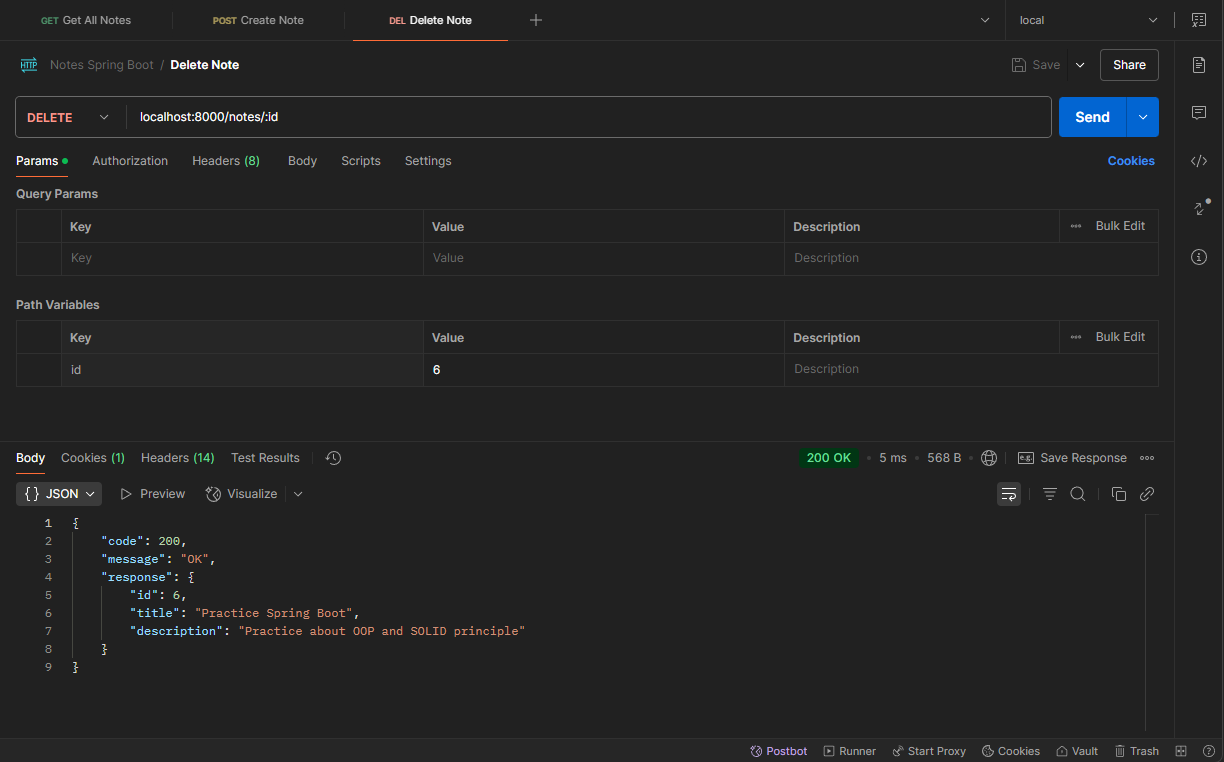 GET Get All Notes POST Create Note DEL Delete Note local
HTTP Notes Spring Boot / Delete Note Save Share
DELETE localhost:8000/notes/:id Send
Params Authorization Headers (8) Body Scripts Settings Cookies
Query Params
Key Value Description Bulk Edit
Key Value Description
Path Variables
Key Value Description Bulk Edit
id 6 Description
Body Cookies (1) Headers (14) Test Results 200 OK • 5 ms • 568 B • e.g. Save Response
{} JSON Preview Visualize
1 {
2 "code": 200,
3 "message": "OK",
4 "response": {
5 "id": 6,
6 "title": "Practice Spring Boot",
7 "description": "Practice about OOP and SOLID principle"
8 }
9 }
Postbot Runner Start Proxy Cookies Vault Trash